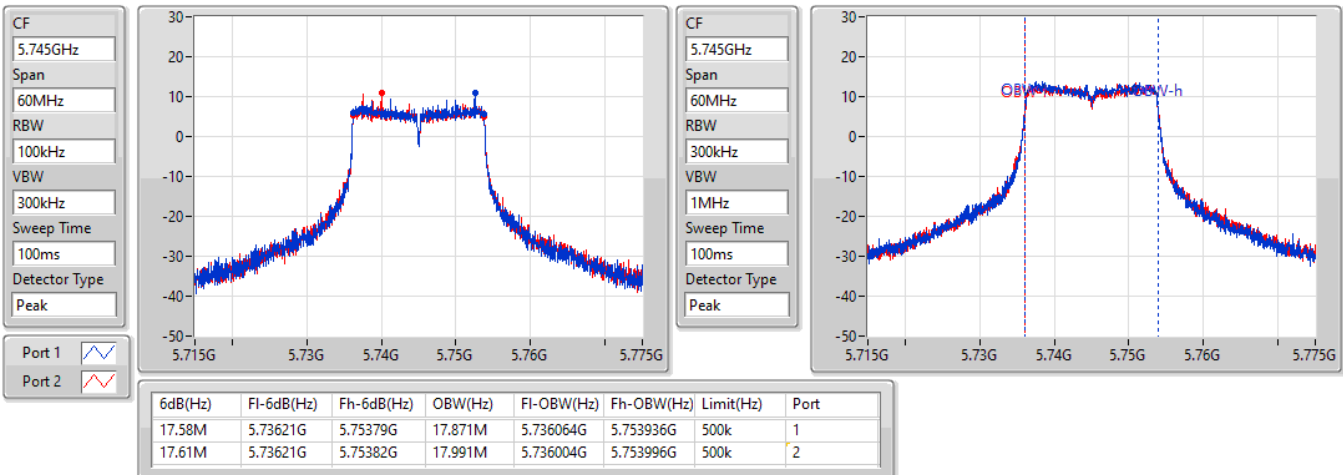 CF
5.745GHz
Span
60MHz
RBW
100kHz
VBW
300kHz
Sweep Time
100ms
Detector Type
Peak
Port 1
Port 2
30
20
10
0
-10
-20
-30
-40
-50
5.715G 5.73G 5.74G 5.75G 5.76G 5.775G
CF
5.745GHz
Span
60MHz
RBW
300kHz
VBW
1MHz
Sweep Time
100ms
Detector Type
Peak
30
20
10
0
-10
-20
-30
-40
-50
5.715G 5.73G 5.74G 5.75G 5.76G 5.775G
6dB(Hz) Fl-6dB(Hz) Fh-6dB(Hz) OBW(Hz) Fl-OBW(Hz) Fh-OBW(Hz) Limit(Hz) Port
17.58M 5.73621G 5.75379G 17.871M 5.736064G 5.753936G 500k 1
17.61M 5.73621G 5.75382G 17.991M 5.736004G 5.753996G 500k 2